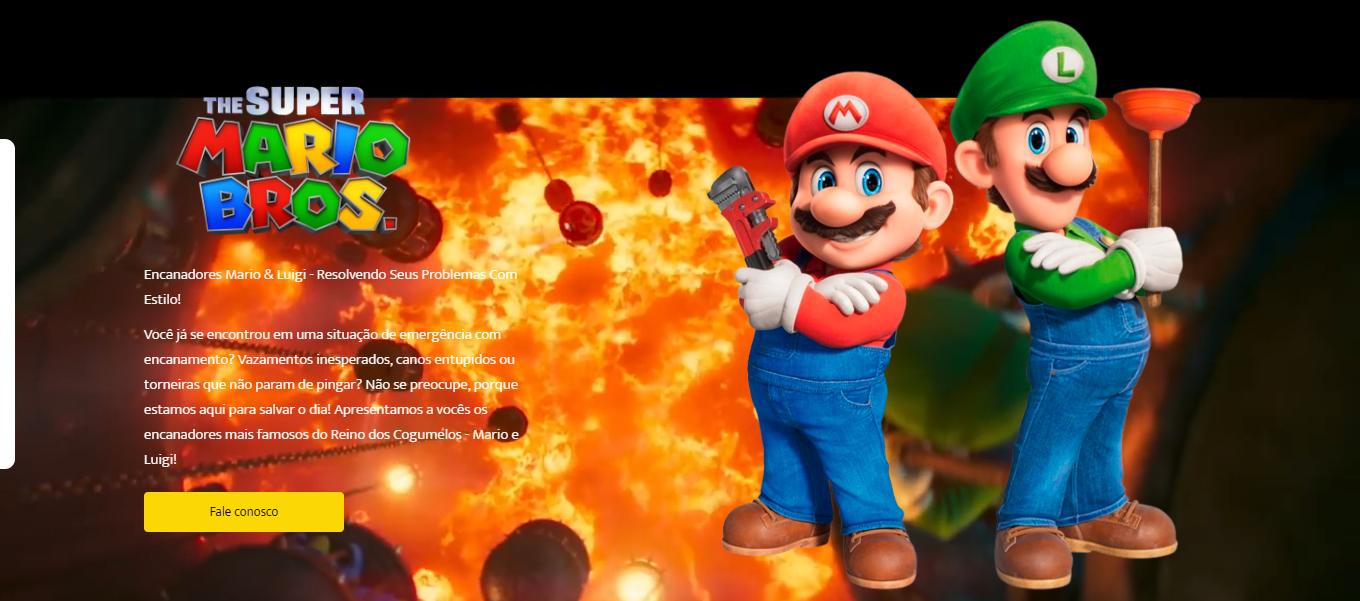 THE SUPER
MARIO
BROS.
M
L
Encanadores Mario & Luigi - Resolvendo Seus Problemas Com
Estilo!
Você já se encontrou em uma situação de emergência com
encanamento? Vazamentos inesperados, canos entupidos ou
torneiras que não param de pingar? Não se preocupe, porque
estamos aqui para salvar o dia! Apresentamos a vocês os
encanadores mais famosos do Reino dos Cogumelos - Mario e
Luigi!
Fale conosco